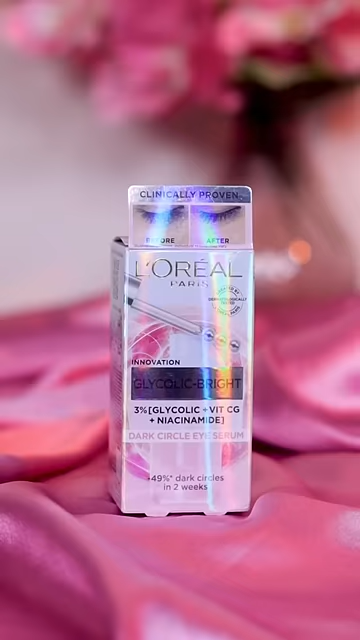 CLINICALLY PROVEN
BEFORE
AFTER
L'ORÉAL
PARIS
INNOVATION
GLYCOLIC-BRIGHT
3% [GLYCOLIC + VIT CG
+ NIACINAMIDE]
DARK CIRCLE EYE SERUM
-49%* dark circles
in 2 weeks